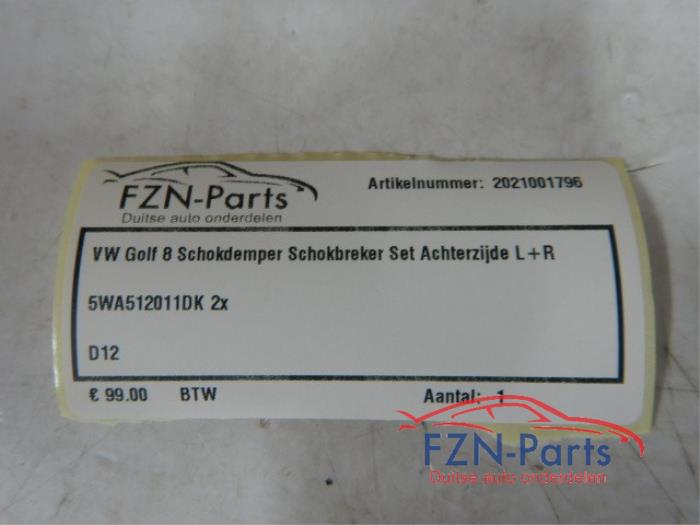 FZN-Parts
Duitse auto onderdelen
Artikelnummer: 2021001796
VW Golf 8 Schokdemper Schokbreker Set Achterzijde L+R
5WA512011DK 2x
D12
€ 99.00 BTW Aantal: 1
FZN-Parts
Duitse auto onderdelen